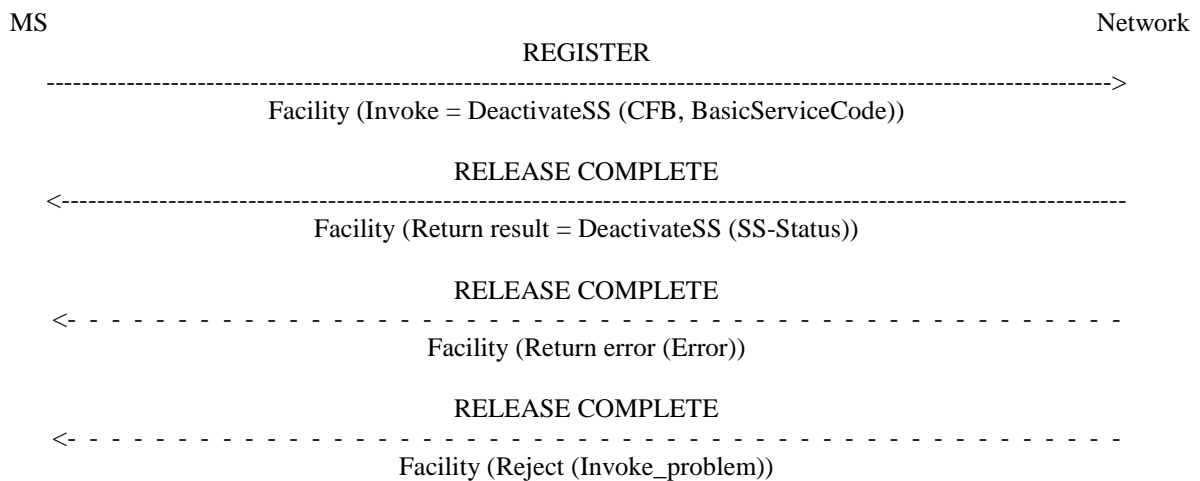 MS Network
REGISTER
Facility (Invoke = DeactivateSS (CFB, BasicServiceCode))
RELEASE COMPLETE
Facility (Return result = DeactivateSS (SS-Status))
RELEASE COMPLETE
Facility (Return error (Error))
RELEASE COMPLETE
Facility (Reject (Invoke_problem))